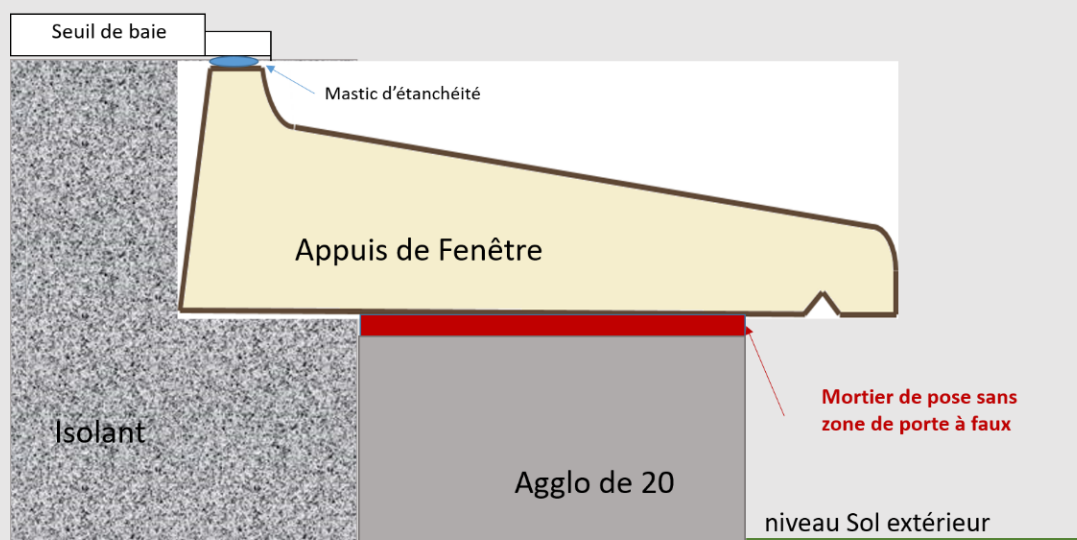 Seuil de baie
Mastic d'étanchéité
Appuis de Fenêtre
Mortier de pose sans
zone de porte à faux
Isolant
Agglo de 20
niveau Sol extérieur